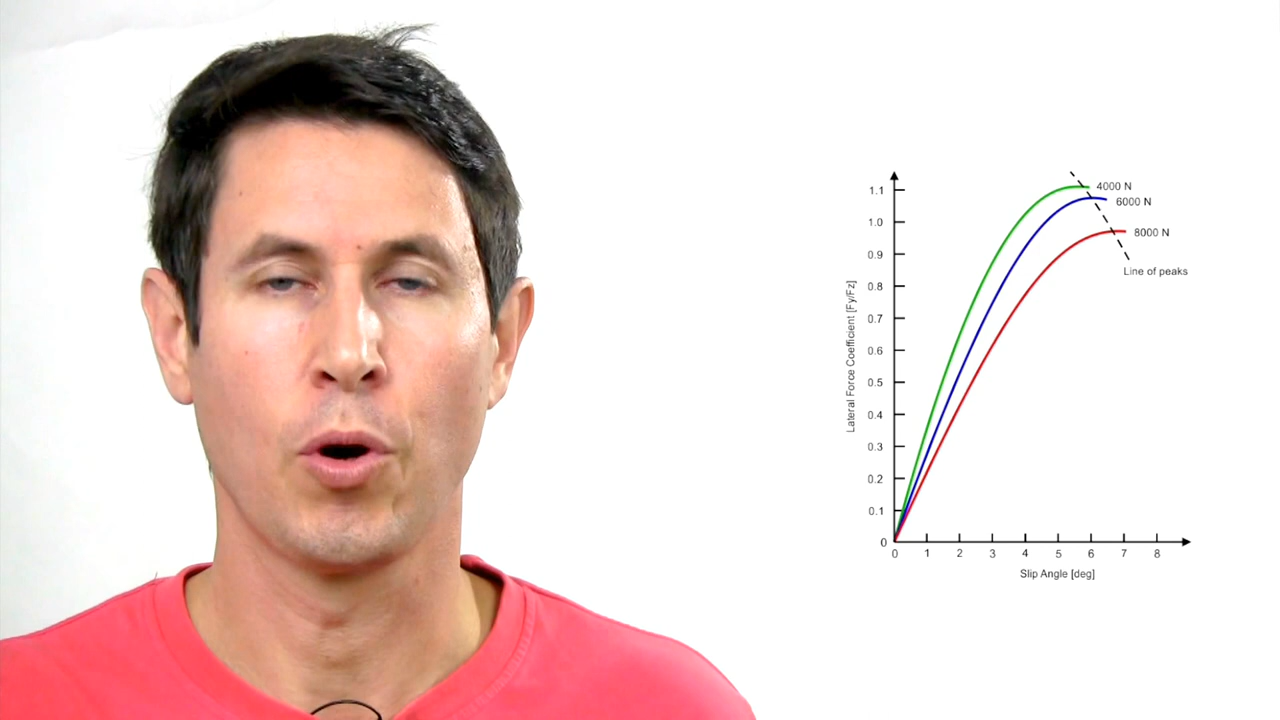 1.1
1.0
0.9
0.8
0.7
0.6
0.5
0.4
0.3
0.2
0.1
0
0 1 2 3 4 5 6 7 8
Lateral Force Coefficient [Fy/Fz]
Slip Angle [deg]
4000 N
6000 N
8000 N
Line of peaks